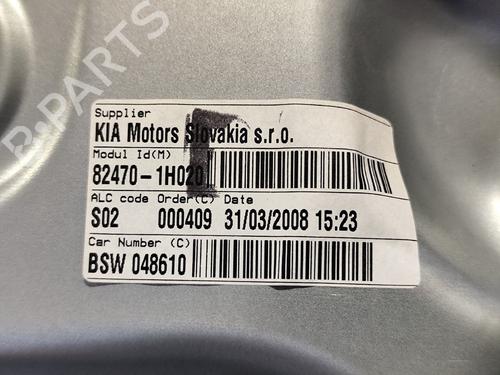 B-PARTS
Supplier
KIA Motors Slovakia s.r.o.
Modul Id(M)
82470-1H020
ALC code Order(C) Date
S02 000409 31/03/2008 15:23
Car Number (C)
BSW 048610